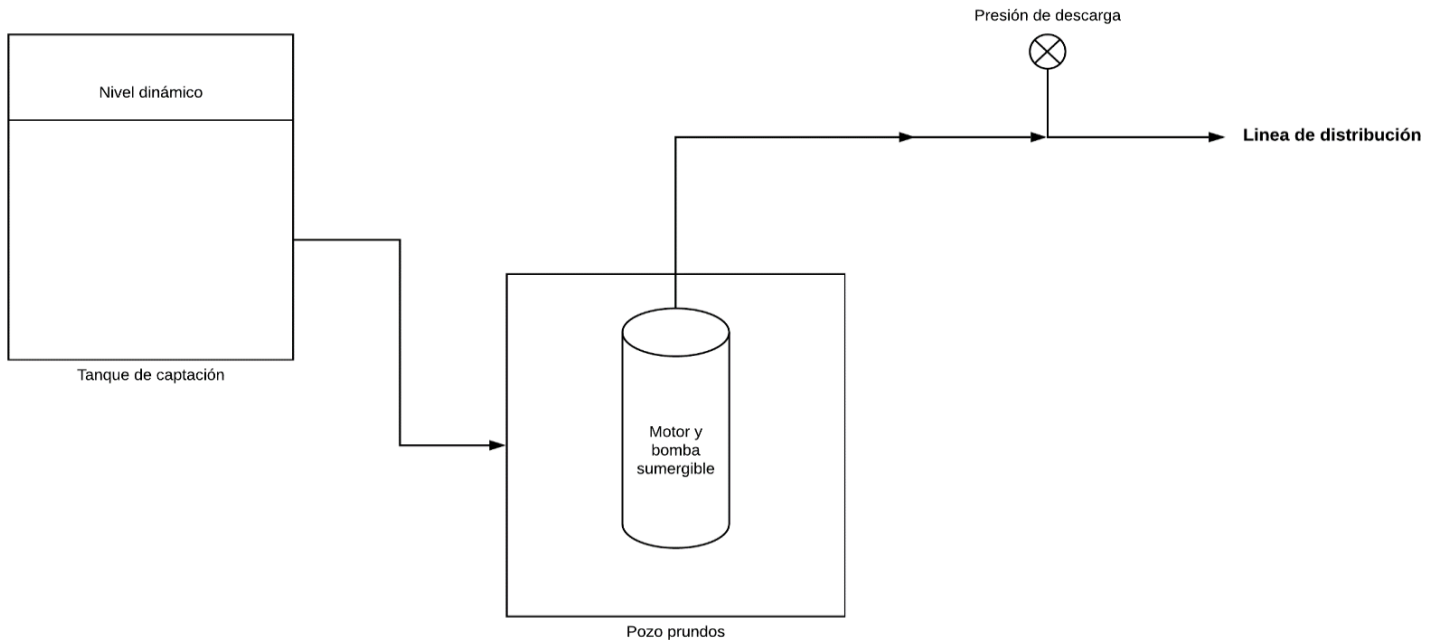 Presión de descarga
Nivel dinámico
Linea de distribución
Tanque de captación
Motor y
bomba
sumergible
Pozo prundos